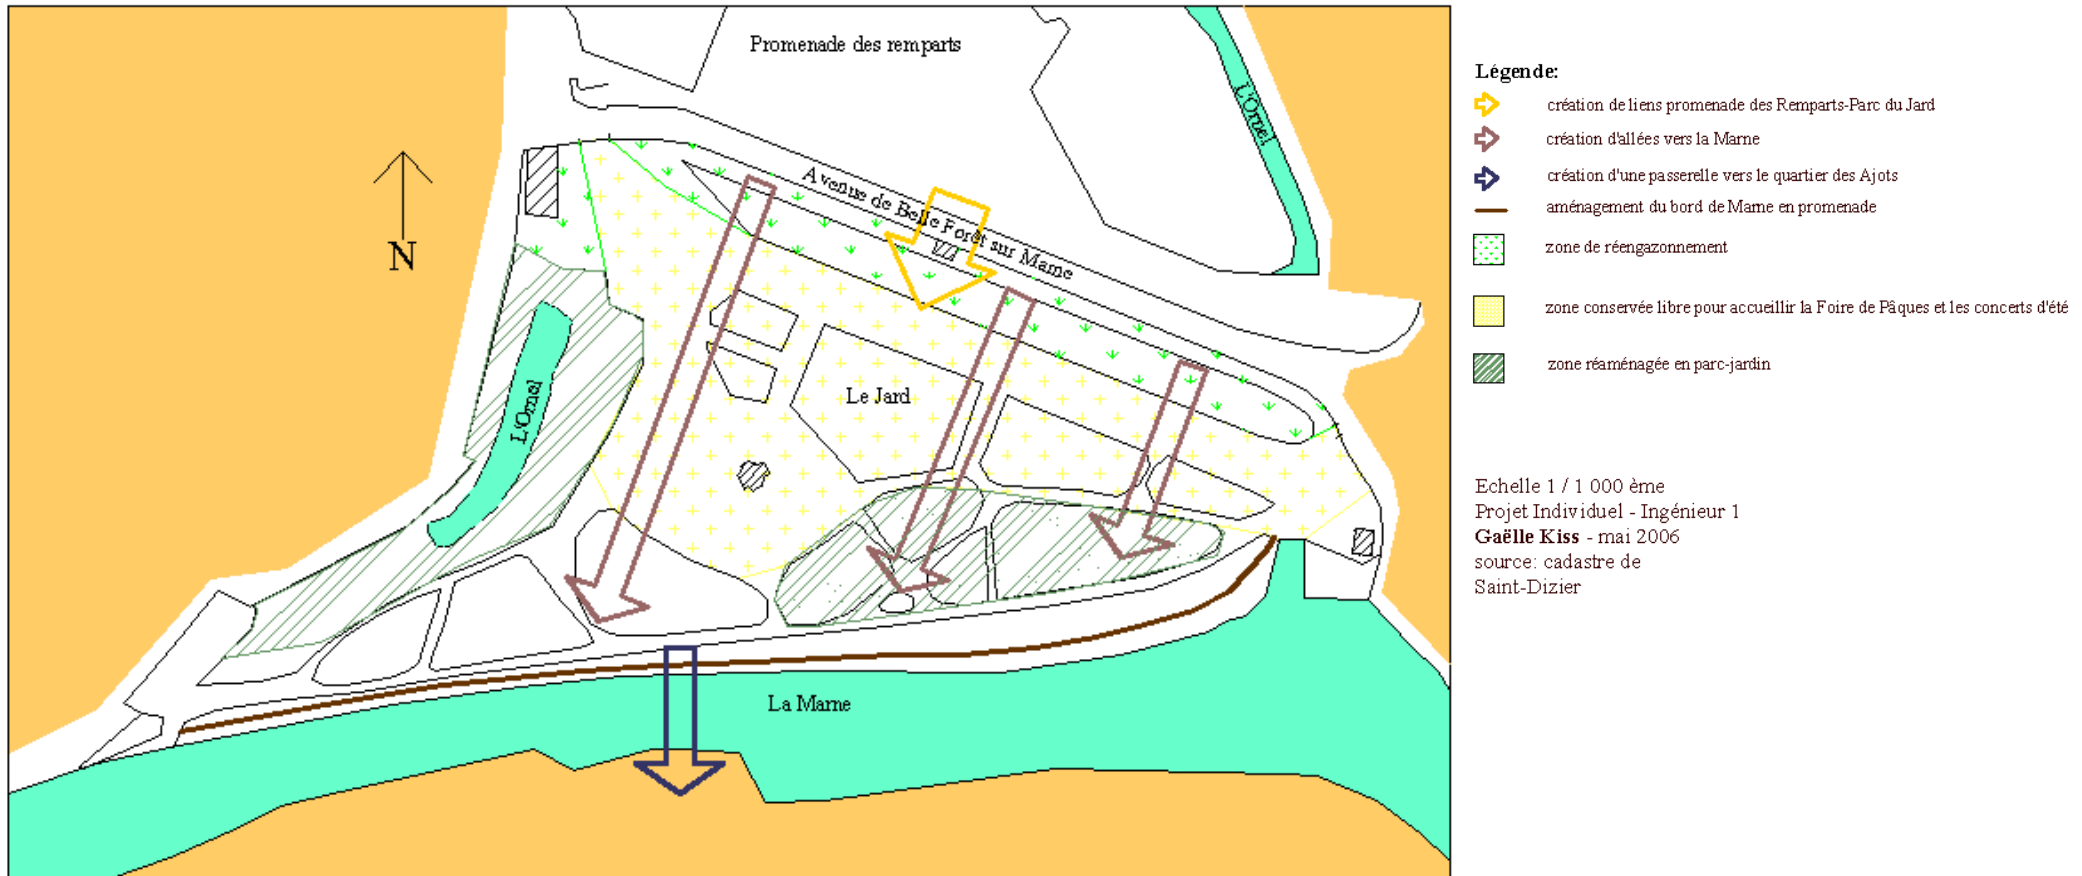 Promenade des remparts
L'Ornel
Avenue de Belle Forêt sur Marne
N
L'Ornel
Le Jard
La Marne
Légende:
création de liens promenade des Remparts-Parc du Jard
création d'allées vers la Marne
création d'une passerelle vers le quartier des Ajots
aménagement du bord de Marne en promenade
zone de réengazonnement
zone conservée libre pour accueillir la Foire de Pâques et les concerts d'été
zone réaménagée en parc-jardin
Echelle 1 / 1 000 ème
Projet Individuel - Ingénieur 1
Gaëlle Kiss - mai 2006
source: cadastre de
Saint-Dizier